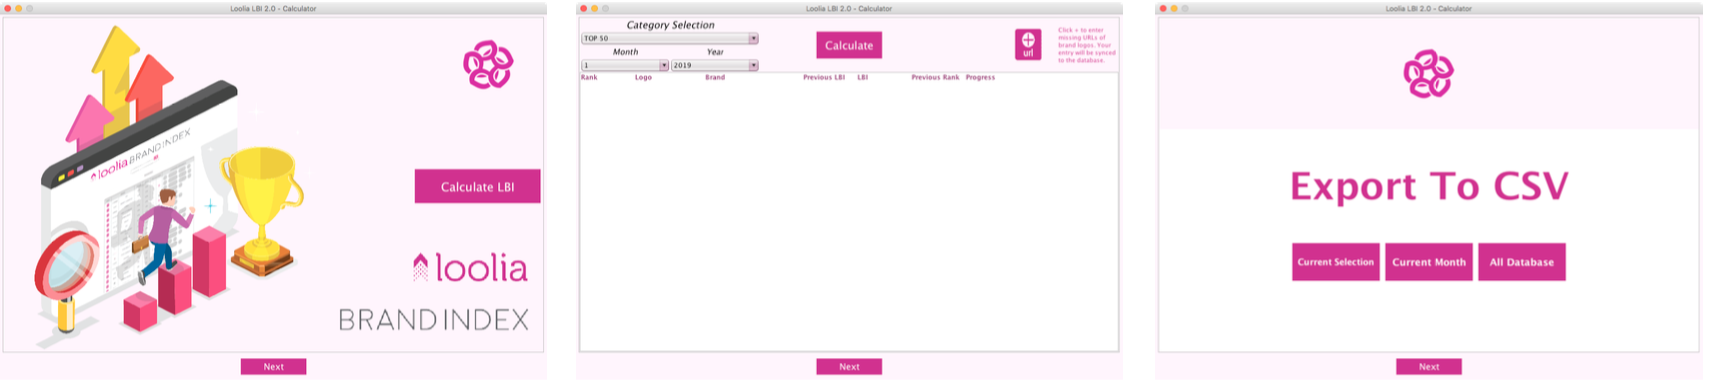 Loolia LBI 2.0 - Calculator
loolia BRAND INDEX
Calculate LBI
loolia
BRAND INDEX
Next
Loolia LBI 2.0 - Calculator
Category Selection
TOP 50
Month Year
1 2019
Calculate
url
Click + to enter
missing URLs of
brand logos. Your
entry will be synced
to the database.
Rank Logo Brand Previous LBI LBI Previous Rank Progress
Next
Loolia LBI 2.0 - Calculator
Export To CSV
Current Selection Current Month All Database
Next